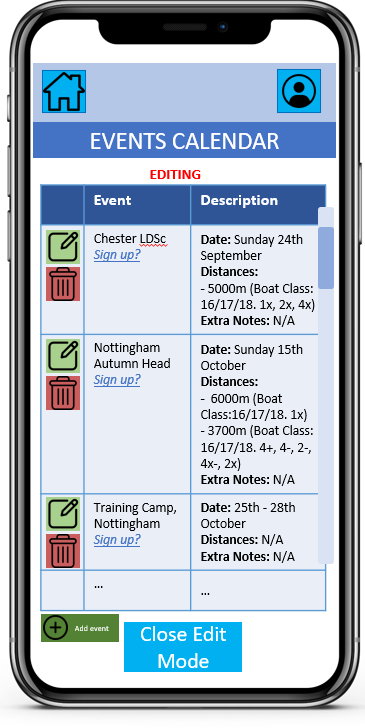 EVENTS CALENDAR
EDITING
Event Description
Chester LDSc
Sign up?
Date: Sunday 24th
September
Distances:
- 5000m (Boat Class:
16/17/18. 1x, 2x, 4x)
Extra Notes: N/A
Nottingham
Autumn Head
Sign up?
Date: Sunday 15th
October
Distances:
- 6000m (Boat
Class:16/17/18. 1x)
- 3700m (Boat Class:
16/17/18. 4+, 4-, 2-,
4x-, 2x)
Extra Notes: N/A
Training Camp,
Nottingham
Sign up?
Date: 25th - 28th
October
Distances: N/A
Extra Notes: N/A
... ...
Add event
Close Edit
Mode